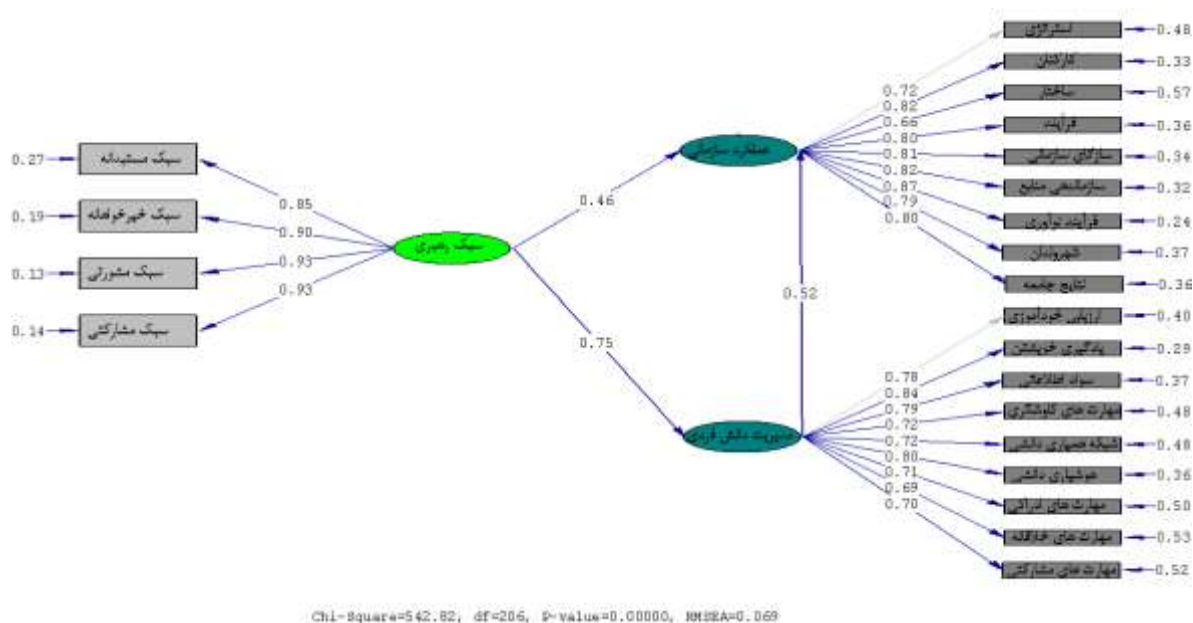 0.27
سبک مستبدانه
0.19
سبک خیرخواهانه
0.13
سبک مشورتی
0.14
سبک مشارکتی
0.85
0.90
0.93
0.93
سبک رهبری
0.46
0.75
عملکرد سازمانی
0.52
مدیریت دانش فردی
0.72
0.82
0.66
0.80
0.81
0.82
0.87
0.79
0.80
0.78
0.84
0.79
0.72
0.72
0.80
0.71
0.69
0.70
استراتژی 0.48
کارکنان 0.33
ساختار 0.57
فرآیند 0.36
سازمانی 0.34
سازماندهی منابع 0.32
فرآیند نوآوری 0.24
شهروندان 0.37
نتایج جامعه 0.36
ارزیابی خودآموزی 0.40
یادگیری خویشتن 0.29
سواد اطلاعاتی 0.37
مهارت های کاوشگری 0.48
شبکه دانشی 0.48
هوشیاری دانشی 0.36
مهارت های ادراکی 0.50
مهارت های خلاقانه 0.53
مهارت های مشارکتی 0.52
Chi-Square=542.82, df=206, P-value=0.00000, RMSEA=0.069